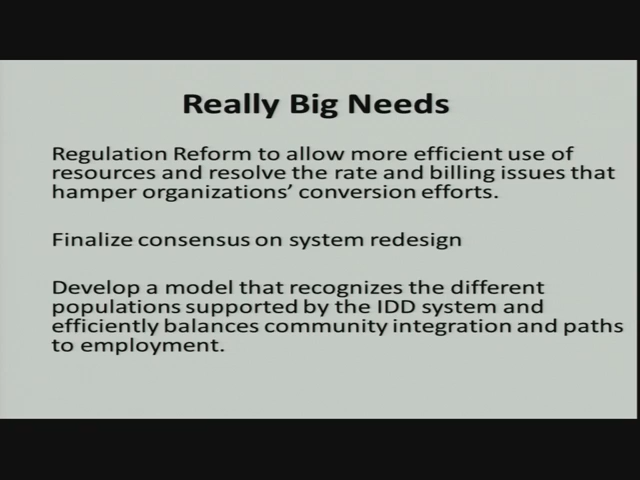 Really Big Needs
Regulation Reform to allow more efficient use of
resources and resolve the rate and billing issues that
hamper organizations' conversion efforts.
Finalize consensus on system redesign
Develop a model that recognizes the different
populations supported by the IDD system and
efficiently balances community integration and paths
to employment.